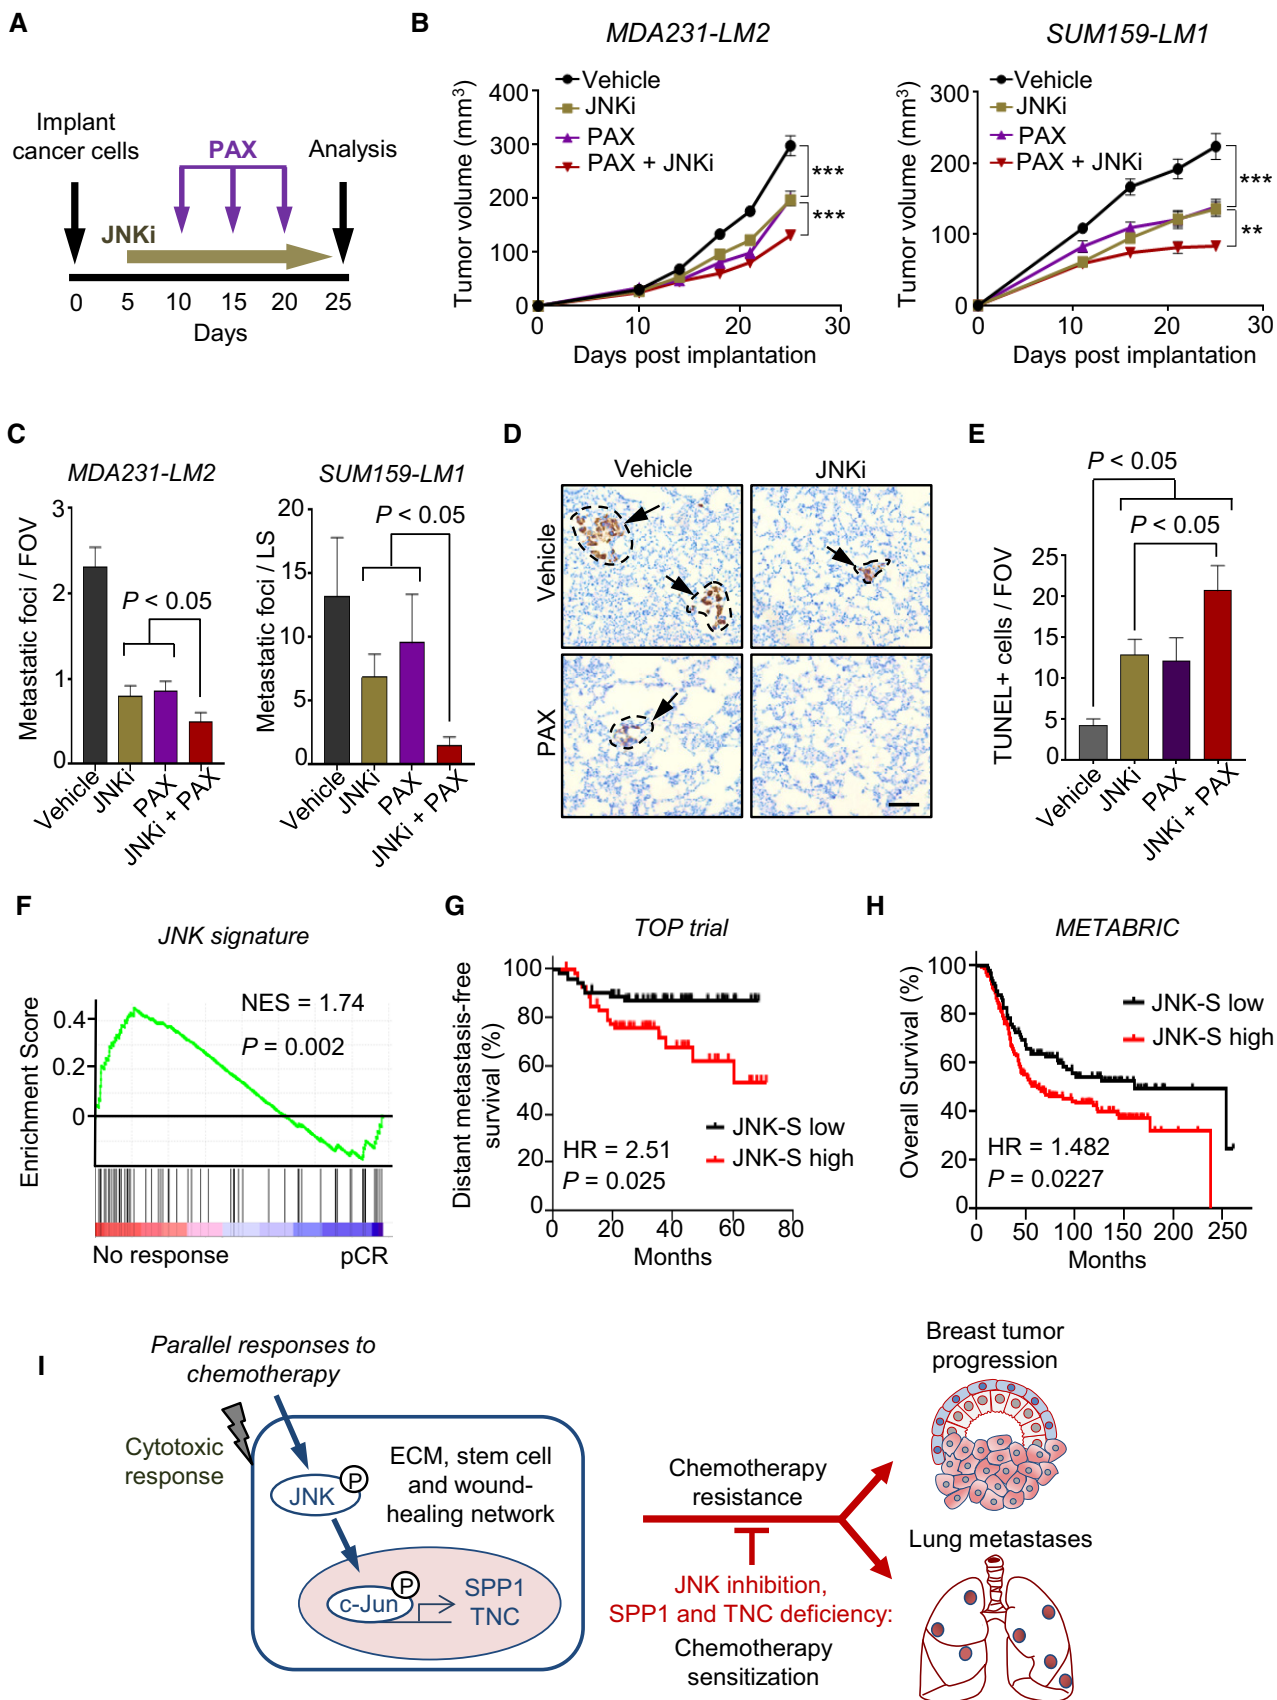 A
Implant
cancer cells
PAX
Analysis
JNKi
0 5 10 15 20 25
Days
B
MDA231-LM2
Vehicle
JNKi
PAX
PAX + JNKi
Tumor volume (mm3)
400
300
200
100
0
***
***
0 10 20 30
Days post implantation
SUM159-LM1
Vehicle
JNKi
PAX
PAX + JNKi
Tumor volume (mm3)
300
200
100
0
***
**
0 10 20 30
Days post implantation
C
MDA231-LM2
Metastatic foci / FOV
3
2
1
0
P < 0.05
Vehicle
JNKi
PAX
JNKi + PAX
SUM159-LM1
Metastatic foci / LS
20
15
10
5
0
P < 0.05
Vehicle
JNKi
PAX
JNKi + PAX
D
Vehicle JNKi
Vehicle
PAX
E
P < 0.05
P < 0.05
TUNEL+ cells / FOV
25
20
15
10
5
0
Vehicle
JNKi
PAX
JNKi + PAX
F
JNK signature
Enrichment Score
0.4
0.2
0
NES = 1.74
P = 0.002
No response pCR
G
TOP trial
Distant metastasis-free
survival (%)
100
80
60
40
20
0
JNK-S low
JNK-S high
HR = 2.51
P = 0.025
0 20 40 60 80
Months
H
METABRIC
Overall Survival (%)
100
80
60
40
20
0
JNK-S low
JNK-S high
HR = 1.482
P = 0.0227
0 50 100 150 200 250
Months
I
Parallel responses to
chemotherapy
Cytotoxic
response
JNK
P
ECM, stem cell
and wound-
healing network
c-Jun
P
SPP1
TNC
Chemotherapy
resistance
JNK inhibition,
SPP1 and TNC deficiency:
Chemotherapy
sensitization
Breast tumor
progression
Lung metastases